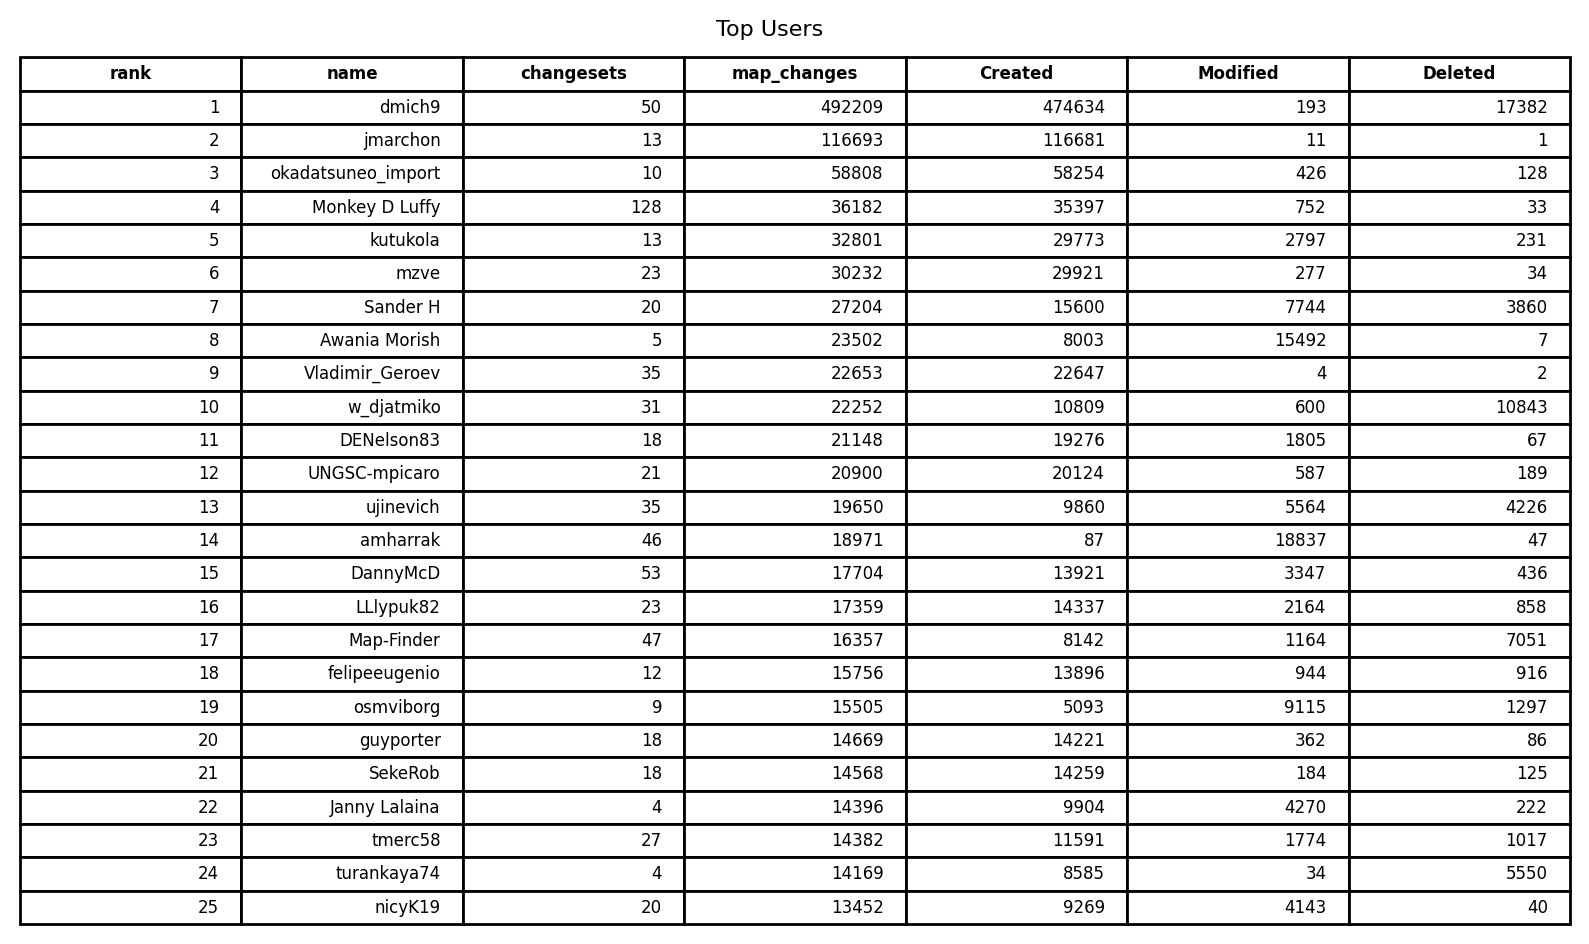 Top Users
rank name changesets map_changes Created Modified Deleted
1 dmich9 50 492209 474634 193 17382
2 jmarchon 13 116693 116681 11 1
3 okadatsuneo_import 10 58808 58254 426 128
4 Monkey D Luffy 128 36182 35397 752 33
5 kutukola 13 32801 29773 2797 231
6 mzve 23 30232 29921 277 34
7 Sander H 20 27204 15600 7744 3860
8 Awania Morish 5 23502 8003 15492 7
9 Vladimir_Geroev 35 22653 22647 4 2
10 w_djatmiko 31 22252 10809 600 10843
11 DENelson83 18 21148 19276 1805 67
12 UNGSC-mpicaro 21 20900 20124 587 189
13 ujinevich 35 19650 9860 5564 4226
14 amharrak 46 18971 87 18837 47
15 DannyMcD 53 17704 13921 3347 436
16 LLlypuk82 23 17359 14337 2164 858
17 Map-Finder 47 16357 8142 1164 7051
18 felipeeugenio 12 15756 13896 944 916
19 osmviborg 9 15505 5093 9115 1297
20 guyporter 18 14669 14221 362 86
21 SekeRob 18 14568 14259 184 125
22 Janny Lalaina 4 14396 9904 4270 222
23 tmerc58 27 14382 11591 1774 1017
24 turankaya74 4 14169 8585 34 5550
25 nicyK19 20 13452 9269 4143 40